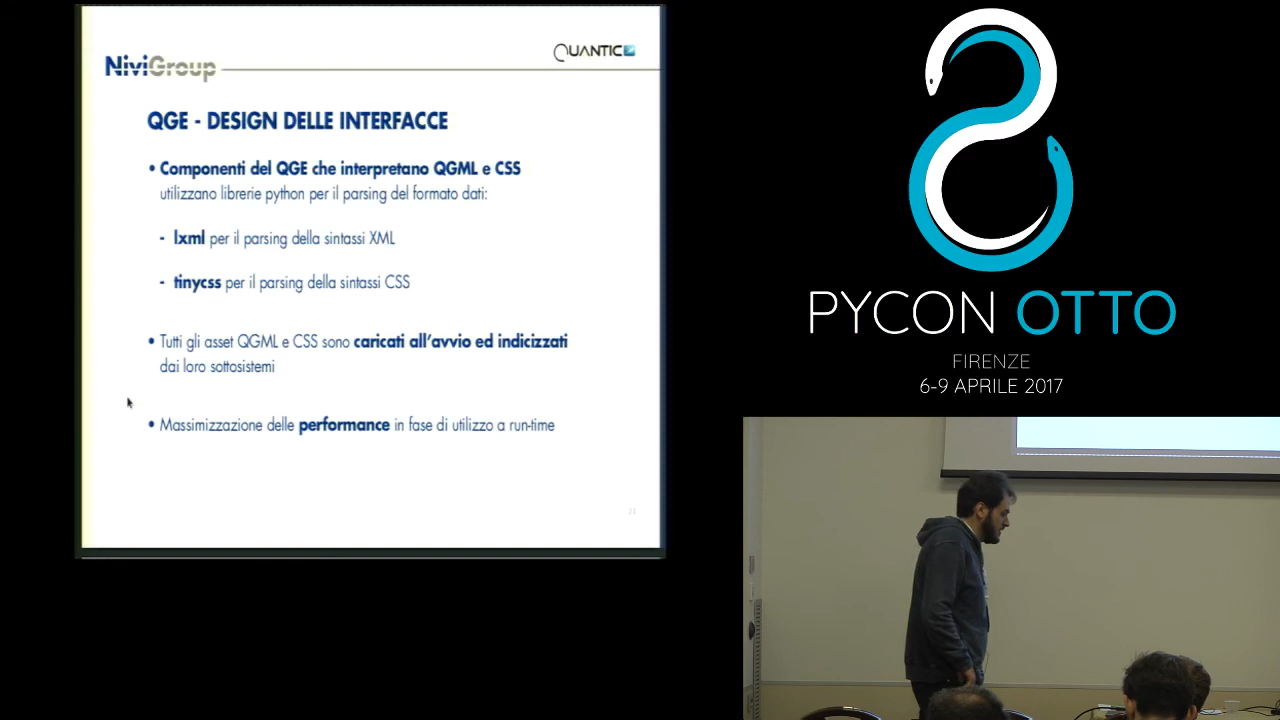 NiviGroup
QUANTIC
QGE - DESIGN DELLE INTERFACCE
• Componenti del QGE che interpretano QGML e CSS
utilizzano librerie python per il parsing del formato dati:
- lxml per il parsing della sintassi XML
- tinycss per il parsing della sintassi CSS
• Tutti gli asset QGML e CSS sono caricati all'avvio ed indicizzati
dai loro sottosistemi
• Massimizzazione delle performance in fase di utilizzo a run-time
PYCON OTTO
FIRENZE
6-9 APRILE 2017